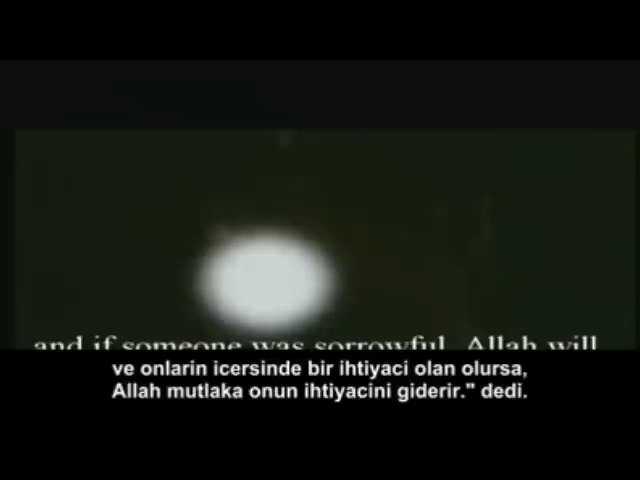 and if someone was sorrowful, Allah will
ve onlarin icersinde bir ihtiyaci olan olursa,
Allah mutlaka onun ihtiyacini giderir." dedi.